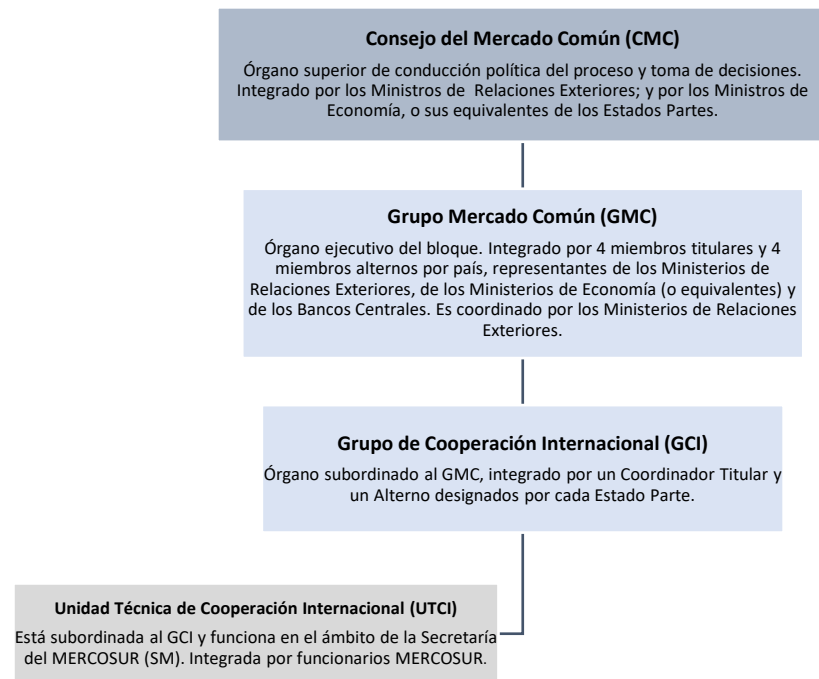 Consejo del Mercado Común (CMC)
Órgano superior de conducción política del proceso y toma de decisiones.
Integrado por los Ministros de Relaciones Exteriores; y por los Ministros de
Economía, o sus equivalentes de los Estados Partes.
Grupo Mercado Común (GMC)
Órgano ejecutivo del bloque. Integrado por 4 miembros titulares y 4
miembros alternos por país, representantes de los Ministerios de
Relaciones Exteriores, de los Ministerios de Economía (o equivalentes) y
de los Bancos Centrales. Es coordinado por los Ministerios de Relaciones
Exteriores.
Grupo de Cooperación Internacional (GCI)
Órgano subordinado al GMC, integrado por un Coordinador Titular y
un Alterno designados por cada Estado Parte.
Unidad Técnica de Cooperación Internacional (UTCI)
Está subordinada al GCI y funciona en el ámbito de la Secretaría
del MERCOSUR (SM). Integrada por funcionarios MERCOSUR.